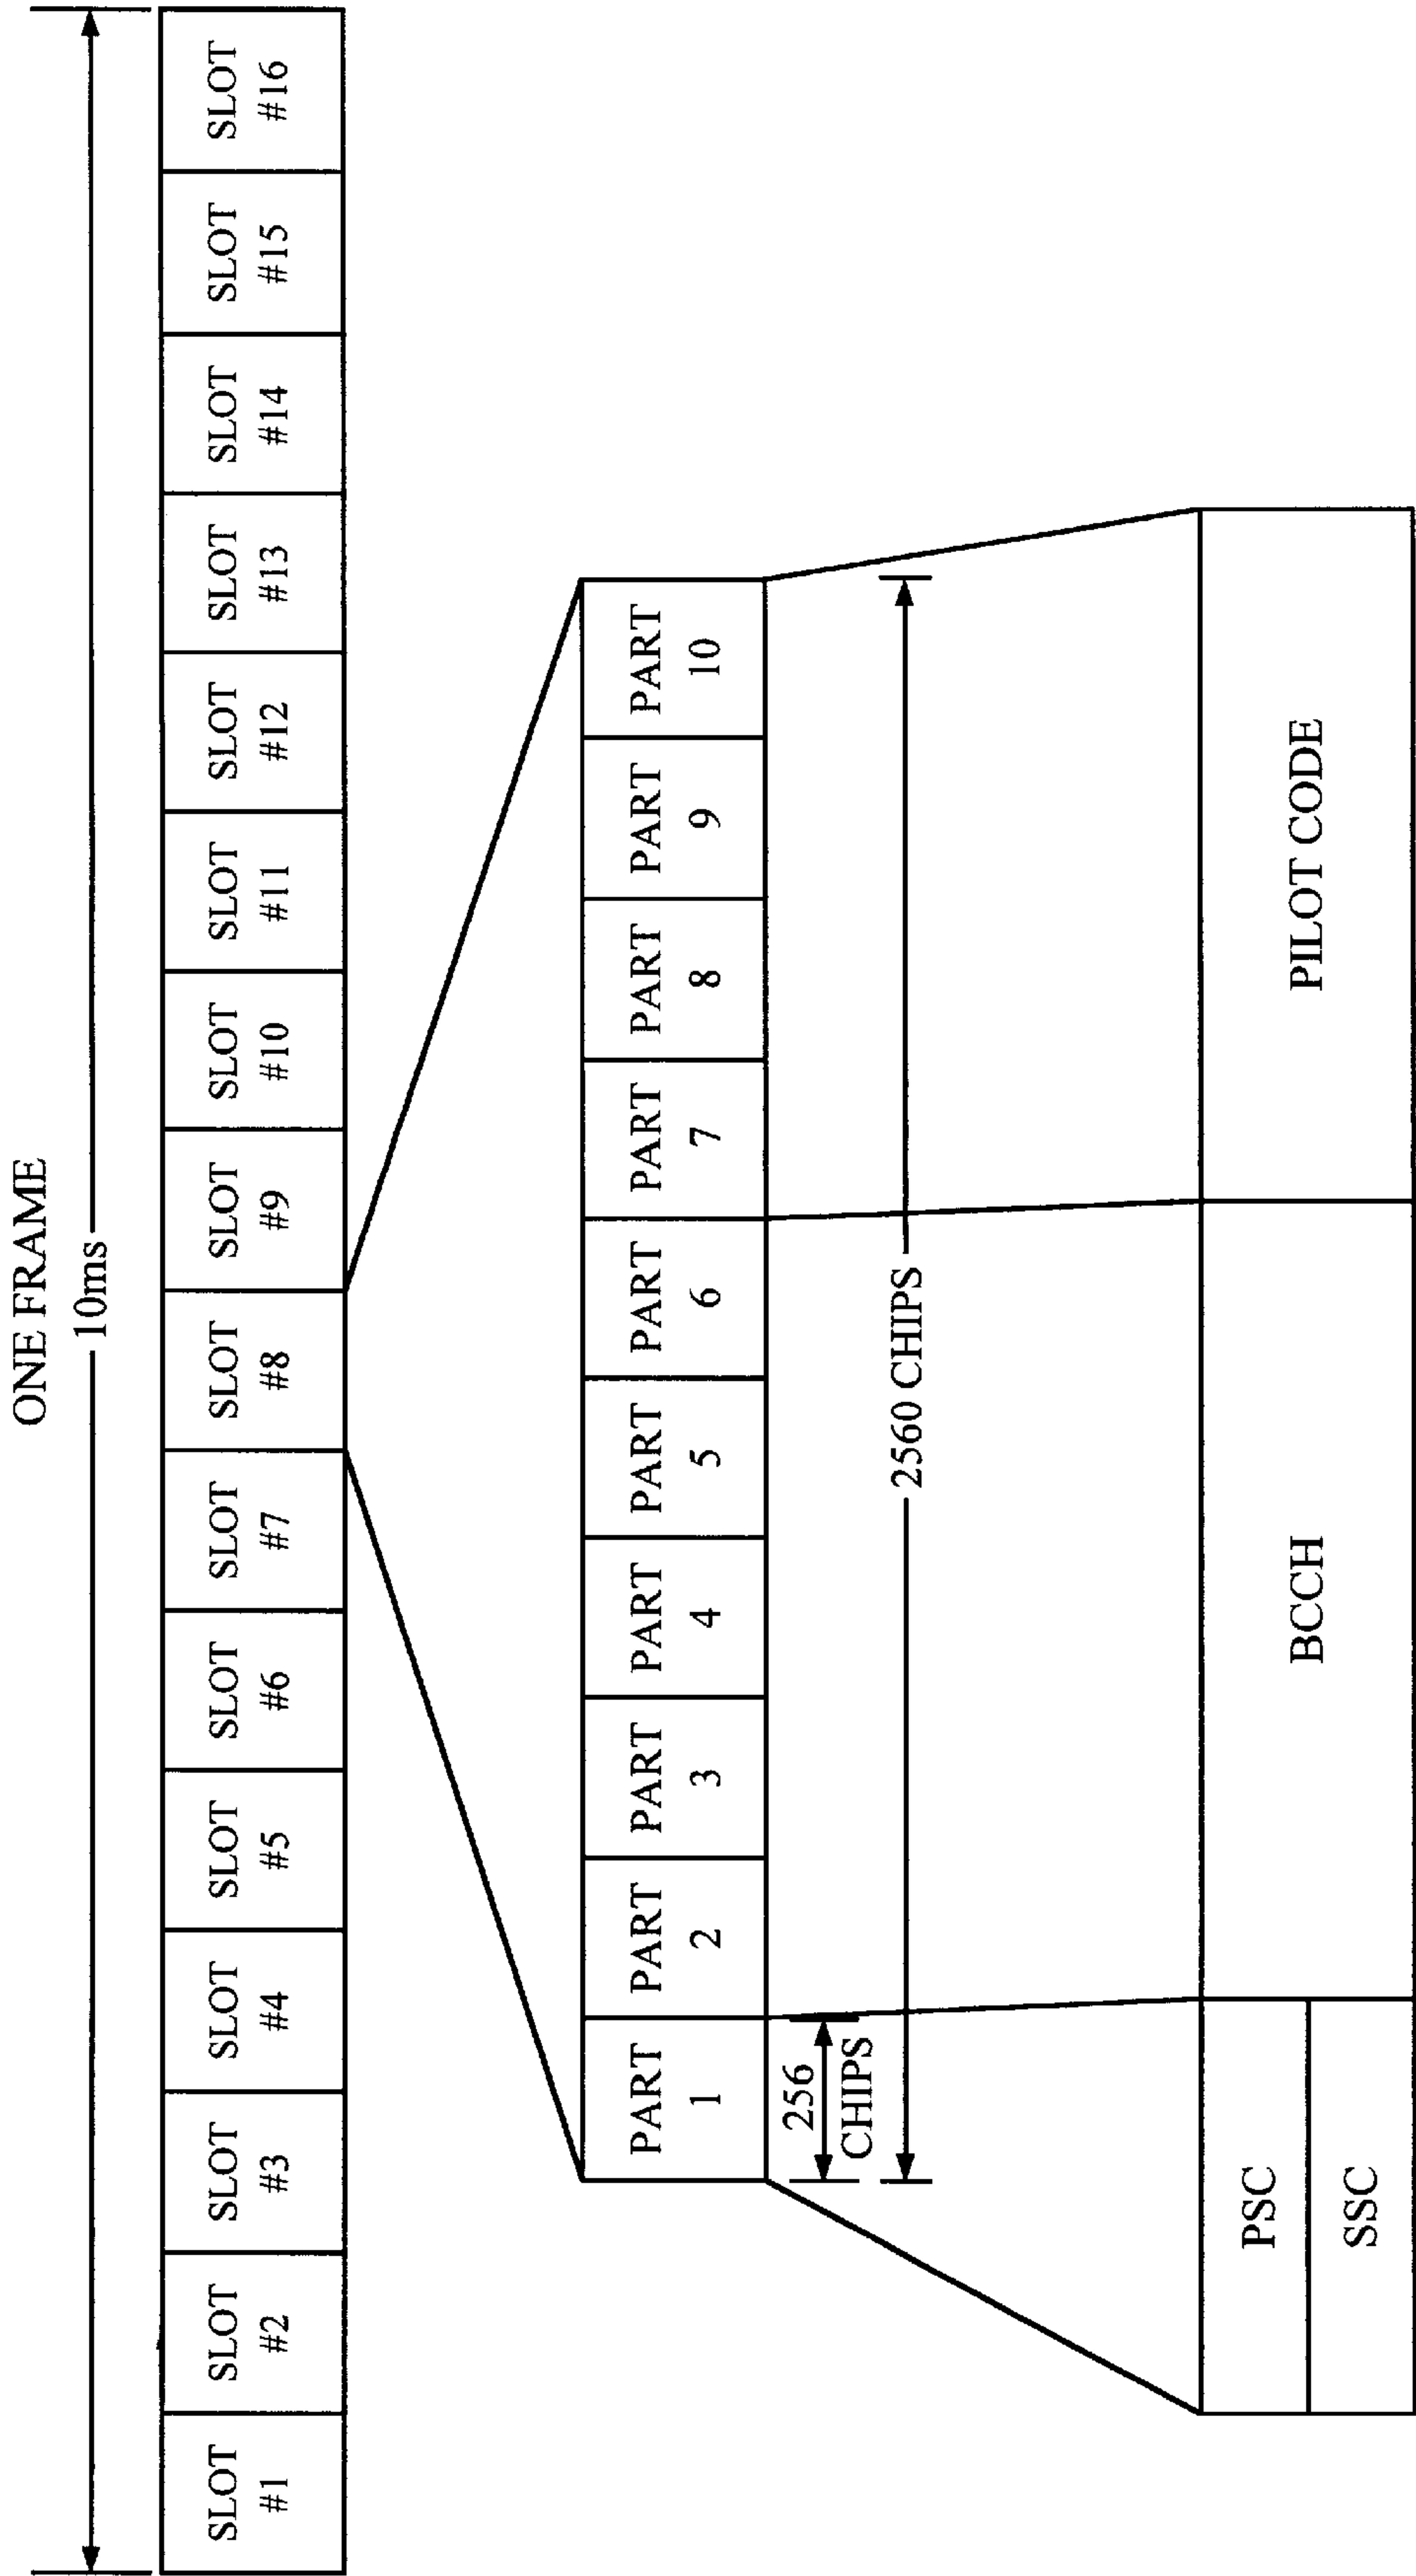 ONE FRAME
10ms
SLOT
#1
SLOT
#2
SLOT
#3
SLOT
#4
SLOT
#5
SLOT
#6
SLOT
#7
SLOT
#8
SLOT
#9
SLOT
#10
SLOT
#11
SLOT
#12
SLOT
#13
SLOT
#14
SLOT
#15
SLOT
#16
PART
1
PART
2
PART
3
PART
4
PART
5
PART
6
PART
7
PART
8
PART
9
PART
10
256
CHIPS
2560 CHIPS
PSC
SSC
BCCH
PILOT CODE